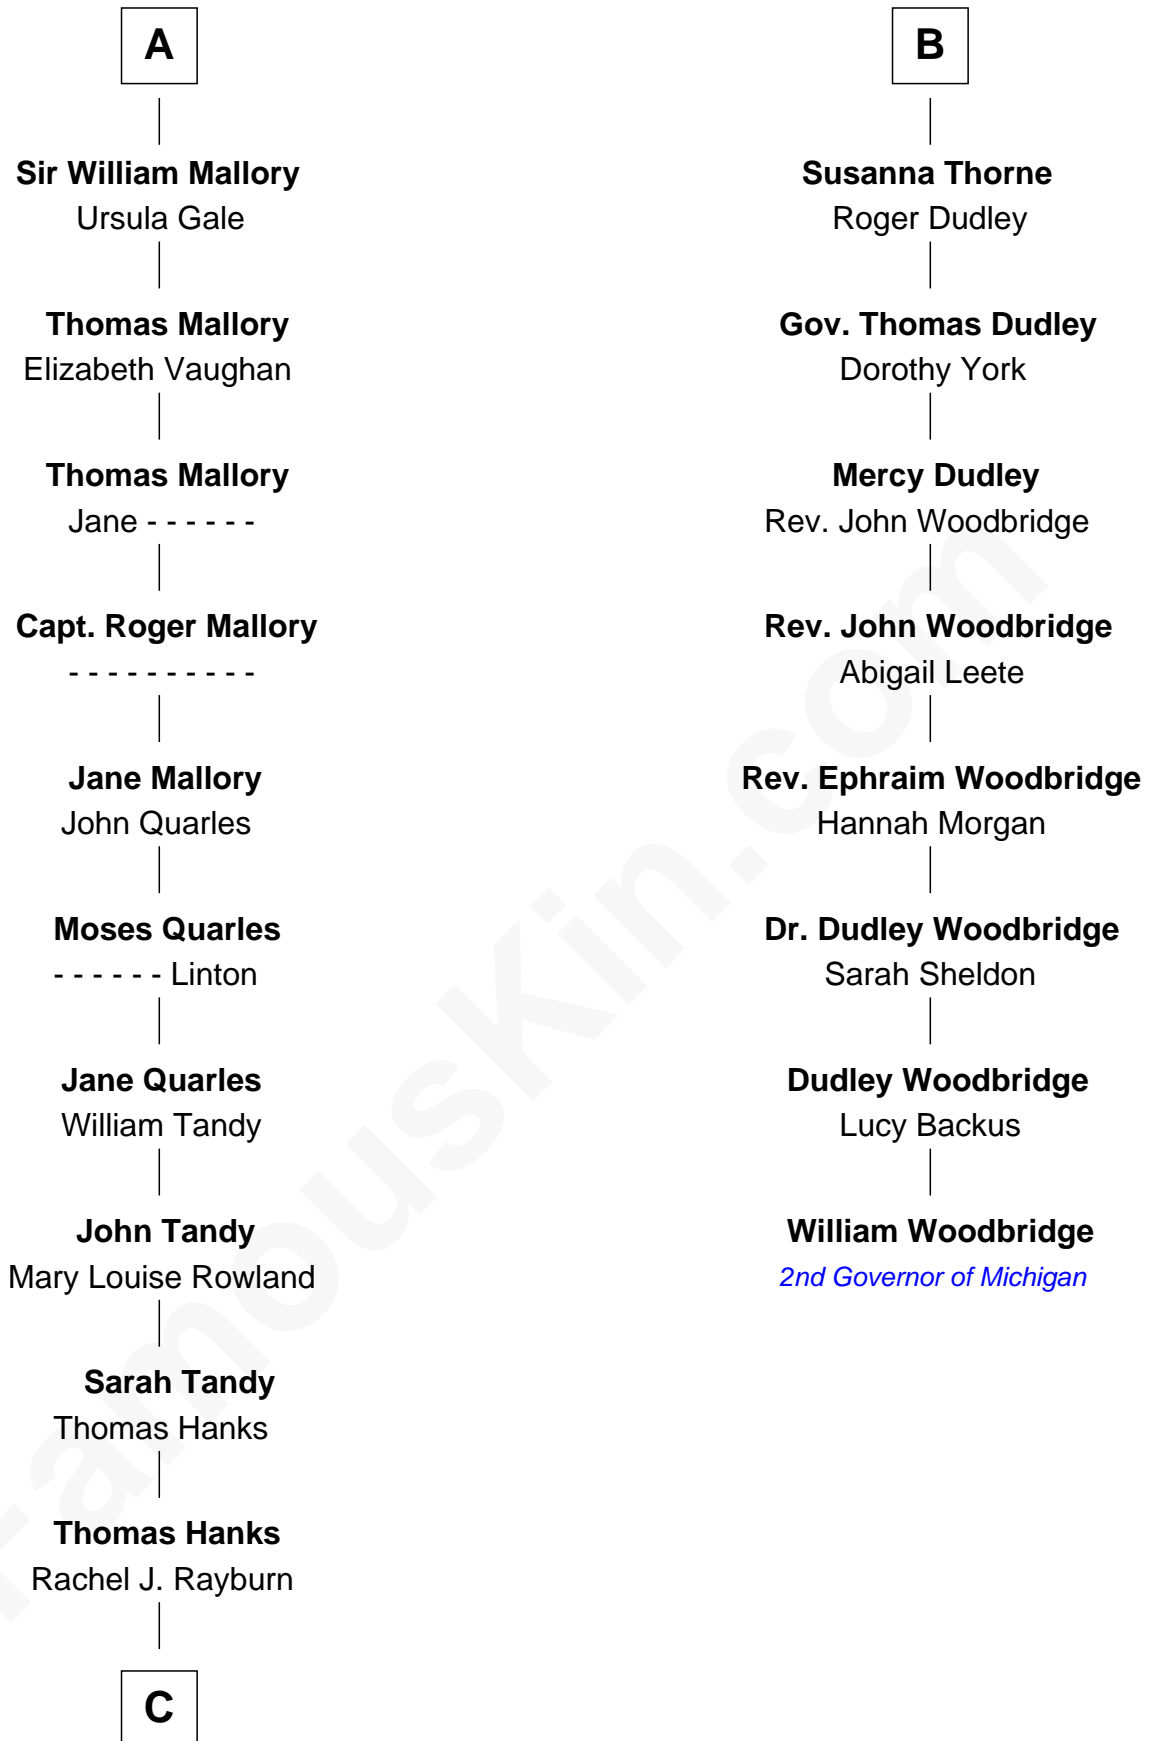 A
Sir William Mallory
Ursula Gale
Thomas Mallory
Elizabeth Vaughan
Thomas Mallory
Jane - - - - - -
Capt. Roger Mallory
- - - - - - - - - -
Jane Mallory
John Quarles
Moses Quarles
- - - - - - Linton
Jane Quarles
William Tandy
John Tandy
Mary Louise Rowland
Sarah Tandy
Thomas Hanks
Thomas Hanks
Rachel J. Rayburn
C
B
Susanna Thorne
Roger Dudley
Gov. Thomas Dudley
Dorothy York
Mercy Dudley
Rev. John Woodbridge
Rev. John Woodbridge
Abigail Leete
Rev. Ephraim Woodbridge
Hannah Morgan
Dr. Dudley Woodbridge
Sarah Sheldon
Dudley Woodbridge
Lucy Backus
William Woodbridge
2nd Governor of Michigan
FamousKin.com